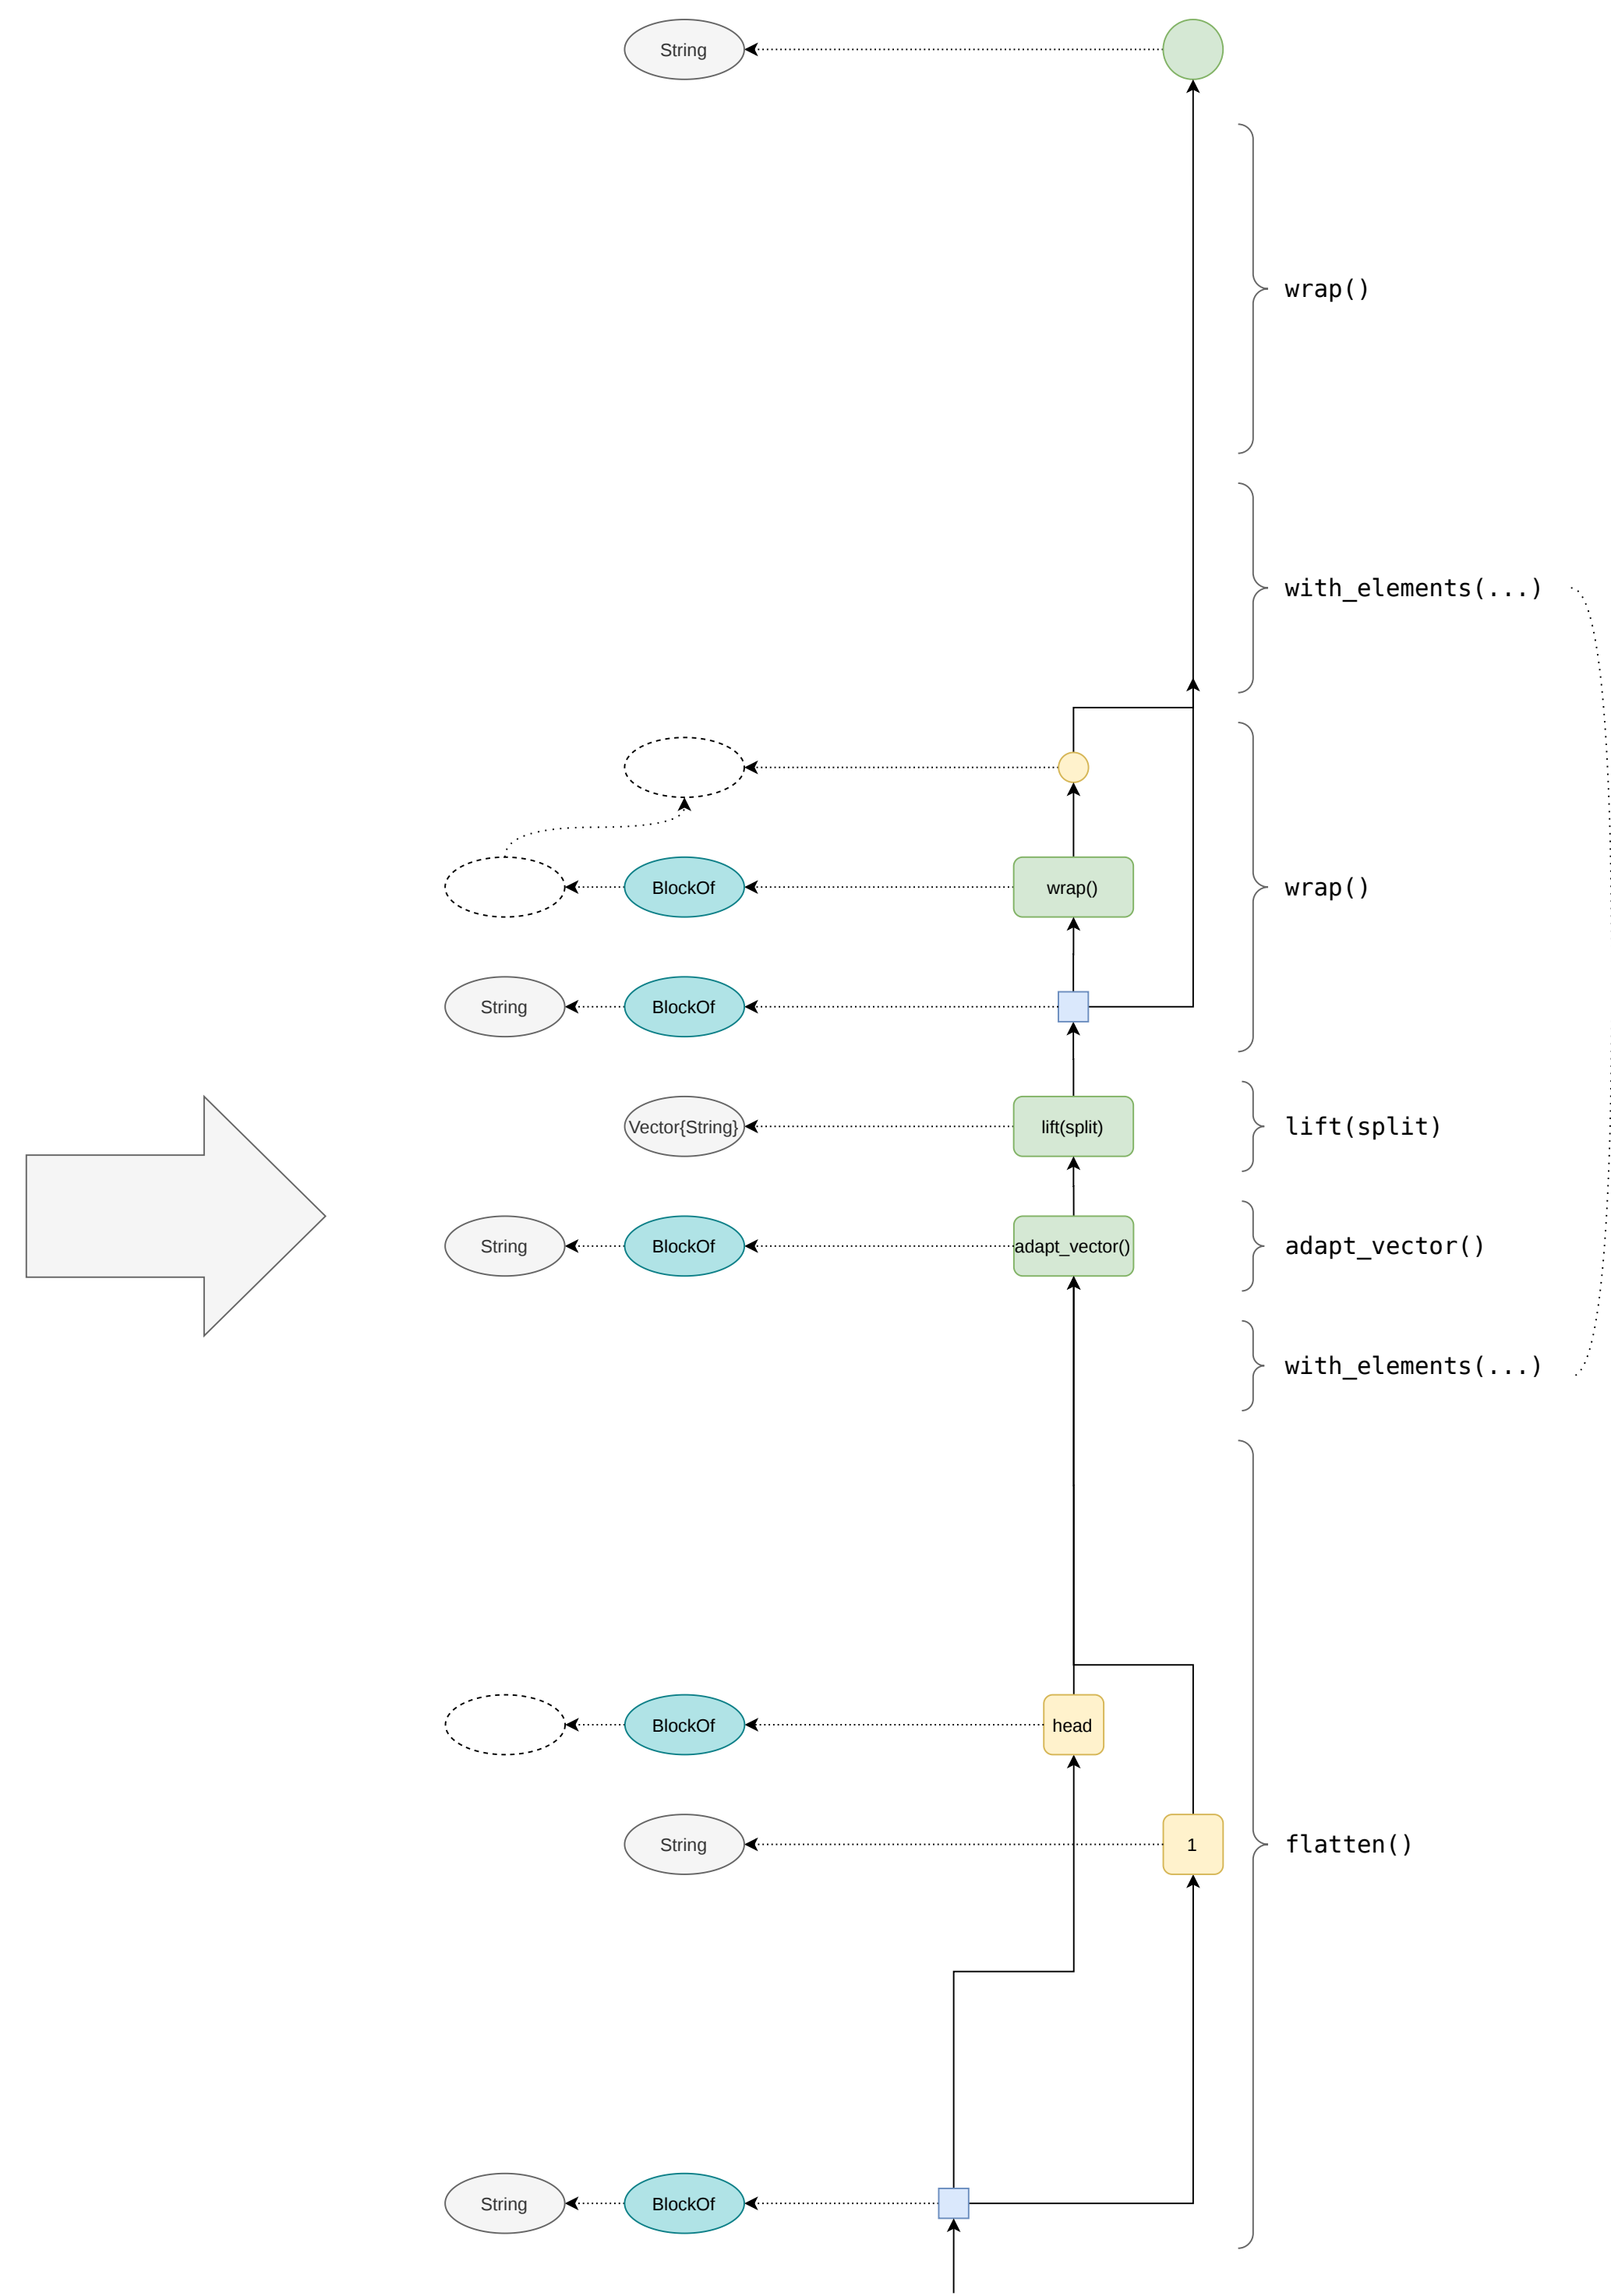 String
wrap()
with_elements(...)
BlockOf
wrap()
wrap()
String
BlockOf
Vector{String}
lift(split)
lift(split)
String
BlockOf
adapt_vector()
adapt_vector()
with_elements(...)
BlockOf
head
String
1
flatten()
String
BlockOf